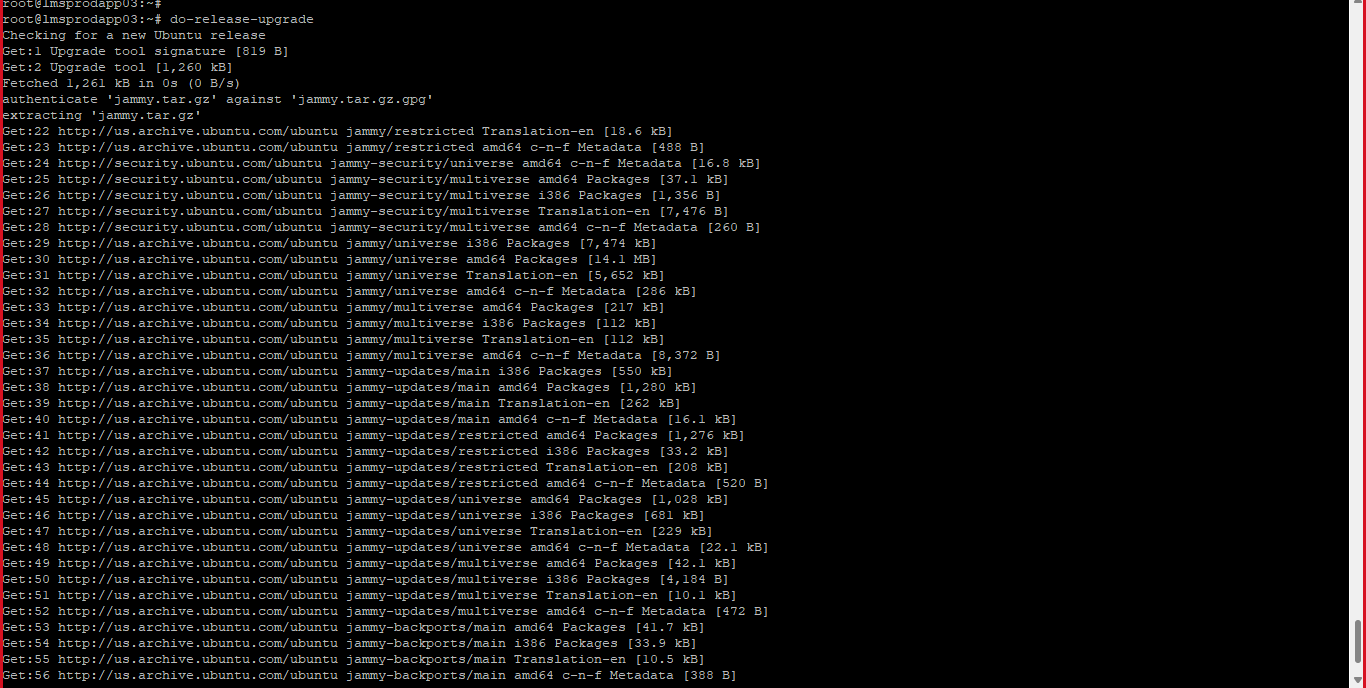 root@lmsprodapp03:~#
root@lmsprodapp03:~# do-release-upgrade
Checking for a new Ubuntu release
Get:1 Upgrade tool signature [819 B]
Get:2 Upgrade tool [1,260 kB]
Fetched 1,261 kB in 0s (0 B/s)
authenticate 'jammy.tar.gz' against 'jammy.tar.gz.gpg'
extracting 'jammy.tar.gz'
Get:22 http://us.archive.ubuntu.com/ubuntu jammy/restricted Translation-en [18.6 kB]
Get:23 http://us.archive.ubuntu.com/ubuntu jammy/restricted amd64 c-n-f Metadata [488 B]
Get:24 http://security.ubuntu.com/ubuntu jammy-security/universe amd64 c-n-f Metadata [16.8 kB]
Get:25 http://security.ubuntu.com/ubuntu jammy-security/multiverse amd64 Packages [37.1 kB]
Get:26 http://security.ubuntu.com/ubuntu jammy-security/multiverse i386 Packages [1,356 B]
Get:27 http://security.ubuntu.com/ubuntu jammy-security/multiverse Translation-en [7,476 B]
Get:28 http://security.ubuntu.com/ubuntu jammy-security/multiverse amd64 c-n-f Metadata [260 B]
Get:29 http://us.archive.ubuntu.com/ubuntu jammy/universe i386 Packages [7,474 kB]
Get:30 http://us.archive.ubuntu.com/ubuntu jammy/universe amd64 Packages [14.1 MB]
Get:31 http://us.archive.ubuntu.com/ubuntu jammy/universe Translation-en [5,652 kB]
Get:32 http://us.archive.ubuntu.com/ubuntu jammy/universe amd64 c-n-f Metadata [286 kB]
Get:33 http://us.archive.ubuntu.com/ubuntu jammy/multiverse amd64 Packages [217 kB]
Get:34 http://us.archive.ubuntu.com/ubuntu jammy/multiverse i386 Packages [112 kB]
Get:35 http://us.archive.ubuntu.com/ubuntu jammy/multiverse Translation-en [112 kB]
Get:36 http://us.archive.ubuntu.com/ubuntu jammy/multiverse amd64 c-n-f Metadata [8,372 B]
Get:37 http://us.archive.ubuntu.com/ubuntu jammy-updates/main i386 Packages [550 kB]
Get:38 http://us.archive.ubuntu.com/ubuntu jammy-updates/main amd64 Packages [1,280 kB]
Get:39 http://us.archive.ubuntu.com/ubuntu jammy-updates/main Translation-en [262 kB]
Get:40 http://us.archive.ubuntu.com/ubuntu jammy-updates/main amd64 c-n-f Metadata [16.1 kB]
Get:41 http://us.archive.ubuntu.com/ubuntu jammy-updates/restricted amd64 Packages [1,276 kB]
Get:42 http://us.archive.ubuntu.com/ubuntu jammy-updates/restricted i386 Packages [33.2 kB]
Get:43 http://us.archive.ubuntu.com/ubuntu jammy-updates/restricted Translation-en [208 kB]
Get:44 http://us.archive.ubuntu.com/ubuntu jammy-updates/restricted amd64 c-n-f Metadata [520 B]
Get:45 http://us.archive.ubuntu.com/ubuntu jammy-updates/universe amd64 Packages [1,028 kB]
Get:46 http://us.archive.ubuntu.com/ubuntu jammy-updates/universe i386 Packages [681 kB]
Get:47 http://us.archive.ubuntu.com/ubuntu jammy-updates/universe Translation-en [229 kB]
Get:48 http://us.archive.ubuntu.com/ubuntu jammy-updates/universe amd64 c-n-f Metadata [22.1 kB]
Get:49 http://us.archive.ubuntu.com/ubuntu jammy-updates/multiverse amd64 Packages [42.1 kB]
Get:50 http://us.archive.ubuntu.com/ubuntu jammy-updates/multiverse i386 Packages [4,184 B]
Get:51 http://us.archive.ubuntu.com/ubuntu jammy-updates/multiverse Translation-en [10.1 kB]
Get:52 http://us.archive.ubuntu.com/ubuntu jammy-updates/multiverse amd64 c-n-f Metadata [472 B]
Get:53 http://us.archive.ubuntu.com/ubuntu jammy-backports/main amd64 Packages [41.7 kB]
Get:54 http://us.archive.ubuntu.com/ubuntu jammy-backports/main i386 Packages [33.9 kB]
Get:55 http://us.archive.ubuntu.com/ubuntu jammy-backports/main Translation-en [10.5 kB]
Get:56 http://us.archive.ubuntu.com/ubuntu jammy-backports/main amd64 c-n-f Metadata [388 B]